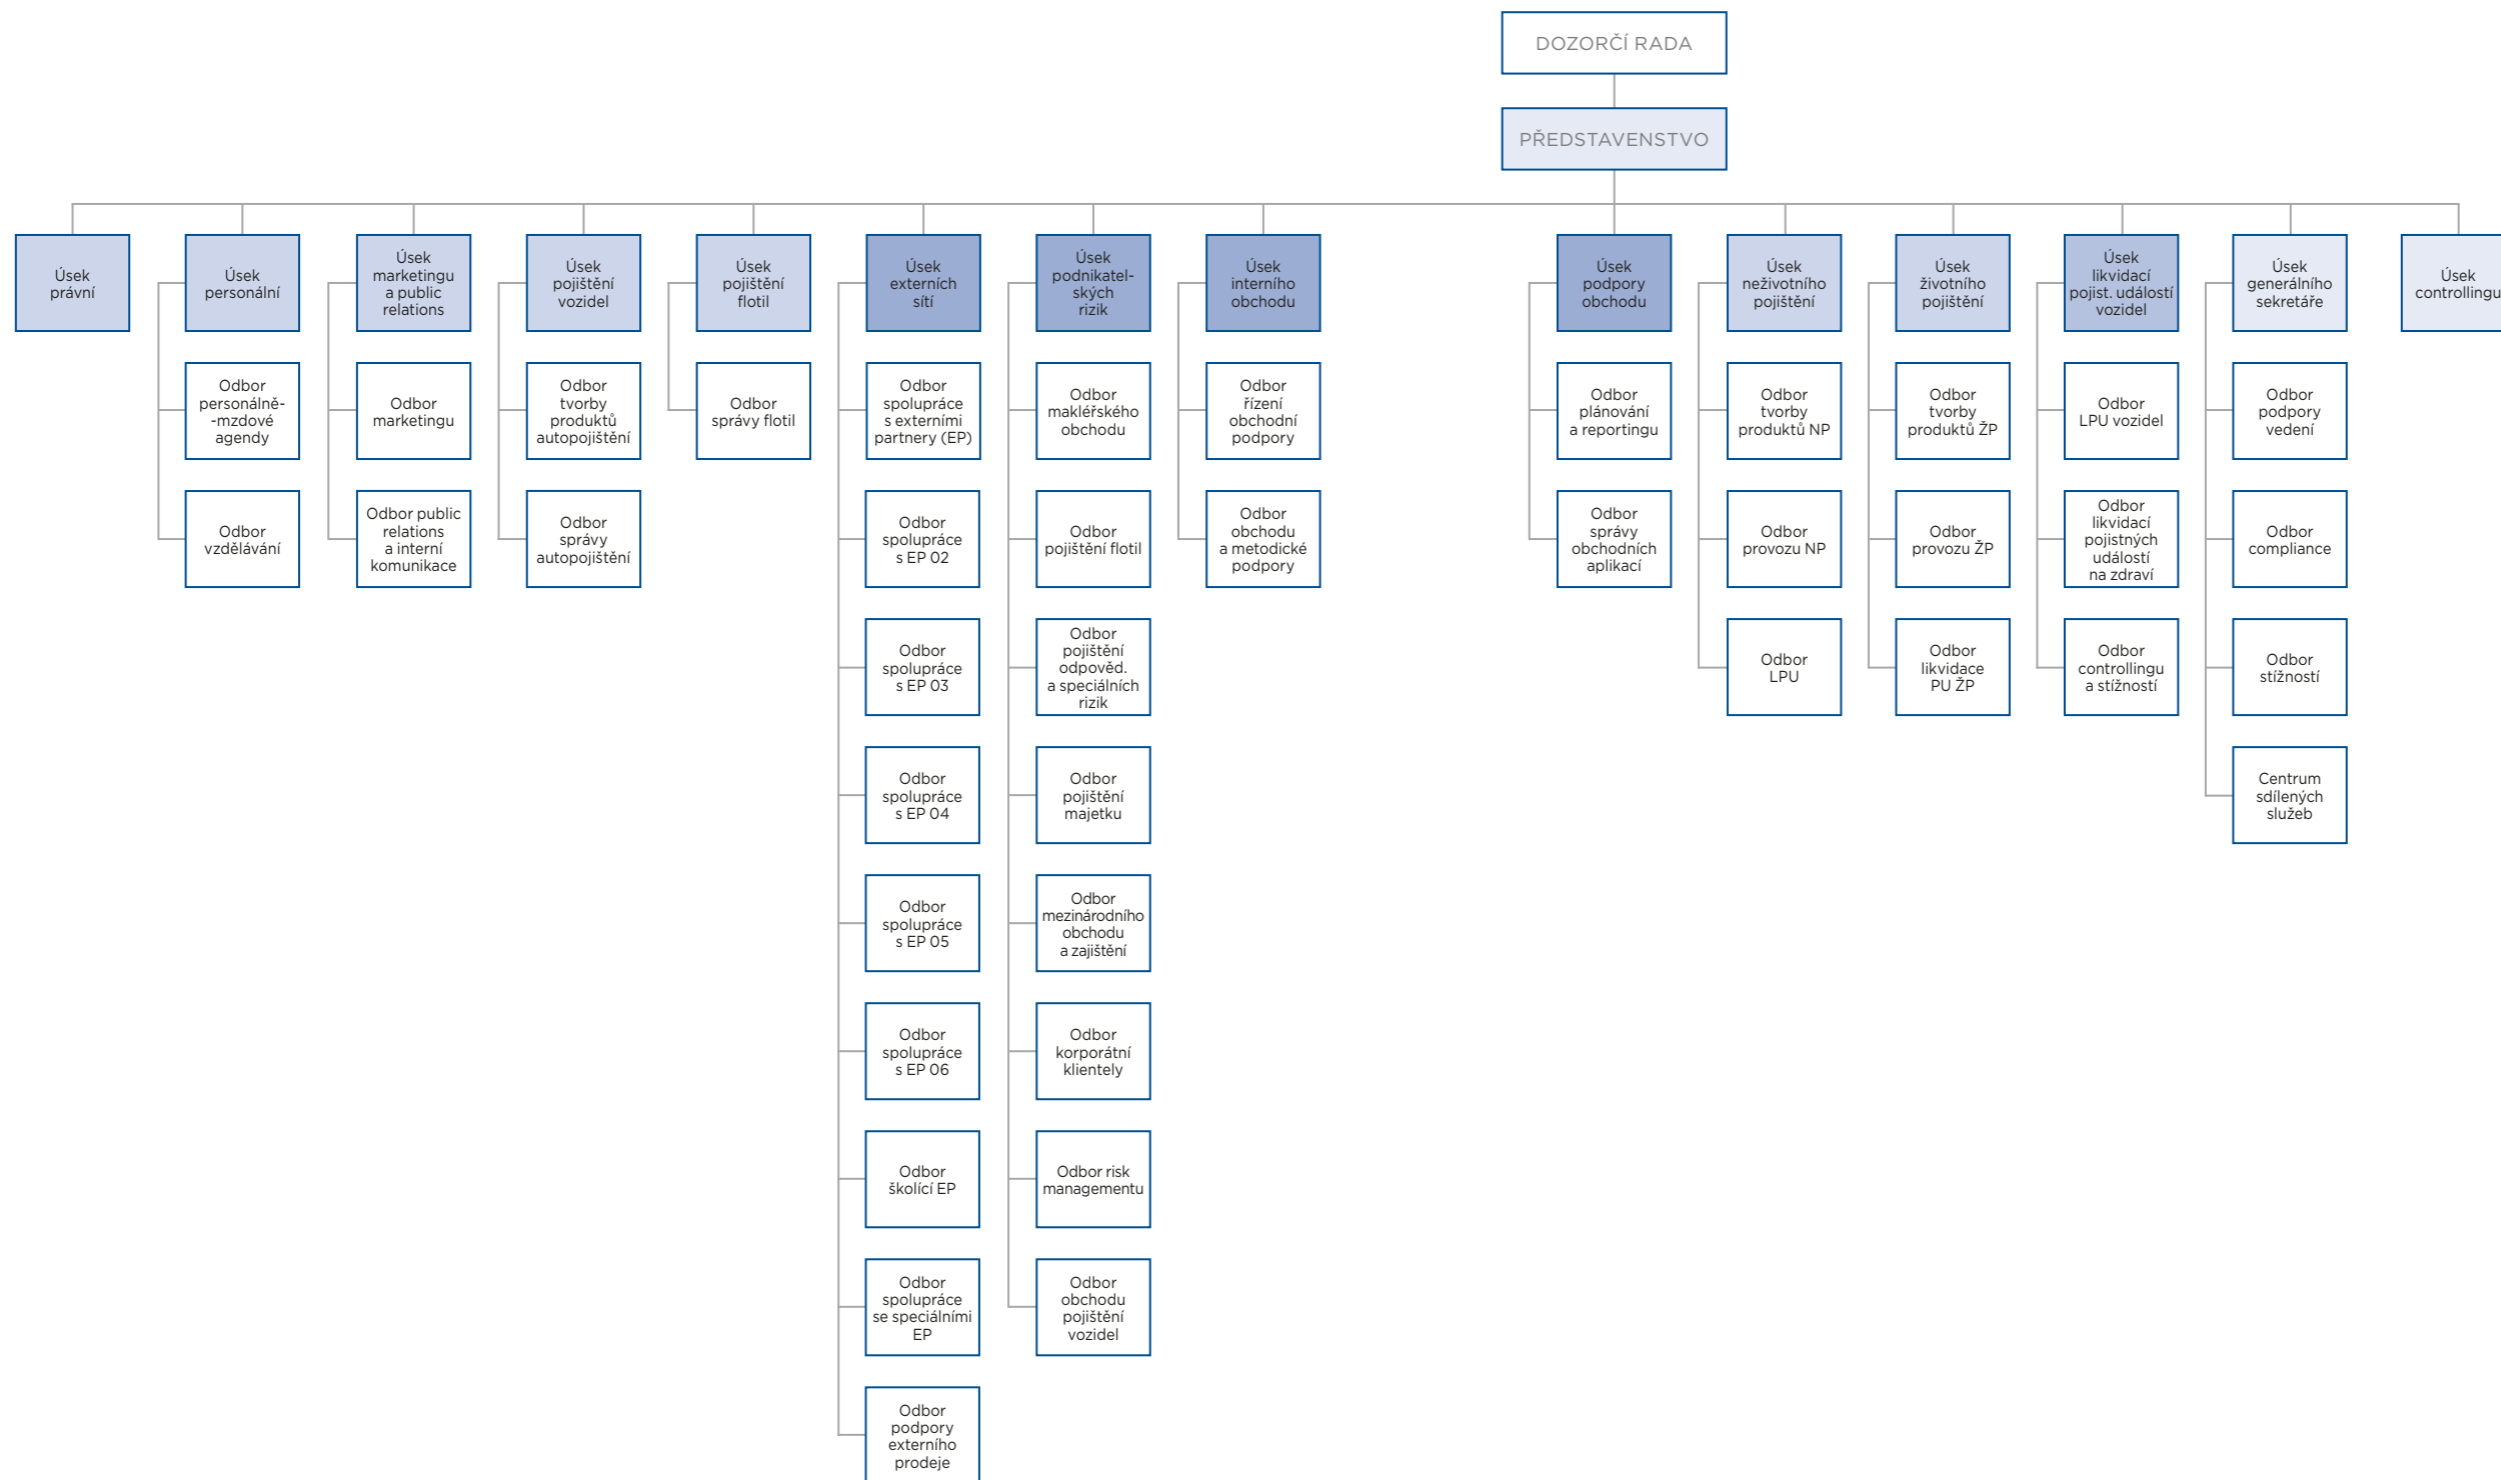 DOZORČÍ RADA
PŘEDSTAVENSTVO
Úsek
právní
Úsek
personální
Úsek
marketingu
a public
relations
Úsek
pojištění
vozidel
Úsek
pojištění
flotil
Úsek
externích
sítí
Úsek
podnikatel-
ských
rizik
Úsek
interního
obchodu
Úsek
podpory
obchodu
Úsek
neživotního
pojištění
Úsek
životního
pojištění
Úsek
likvidací
pojist. událostí
vozidel
Úsek
generálního
sekretáře
Úsek
controllingu
Odbor
personálně-
-mzdové
agendy
Odbor
marketingu
Odbor
tvorby
produktů
autopojištění
Odbor
správy flotil
Odbor
spolupráce
s externími
partnery (EP)
Odbor
makléřského
obchodu
Odbor
řízení
obchodní
podpory
Odbor
plánování
a reportingu
Odbor
tvorby
produktů NP
Odbor
tvorby
produktů ŽP
Odbor
LPU vozidel
Odbor
podpory
vedení
Odbor
vzdělávání
Odbor public
relations
a interní
komunikace
Odbor
správy
autopojištění
Odbor
spolupráce
s EP 02
Odbor
pojištění flotil
Odbor
obchodu
a metodické
podpory
Odbor
správy
obchodních
aplikací
Odbor
provozu NP
Odbor
provozu ŽP
Odbor
likvidací
pojistných
událostí
na zdraví
Odbor
compliance
Odbor
spolupráce
s EP 03
Odbor
pojištění
odpověd.
a speciálních
rizik
Odbor
LPU
Odbor
likvidace
PU ŽP
Odbor
controllingu
a stížností
Odbor
stížností
Odbor
spolupráce
s EP 04
Odbor
pojištění
majetku
Centrum
sdílených
služeb
Odbor
spolupráce
s EP 05
Odbor
mezinárodního
obchodu
a zajištění
Odbor
spolupráce
s EP 06
Odbor
korporátní
klientely
Odbor
školící EP
Odbor risk
managementu
Odbor
spolupráce
se speciálními
EP
Odbor
obchodu
pojištění
vozidel
Odbor
podpory
externího
prodeje